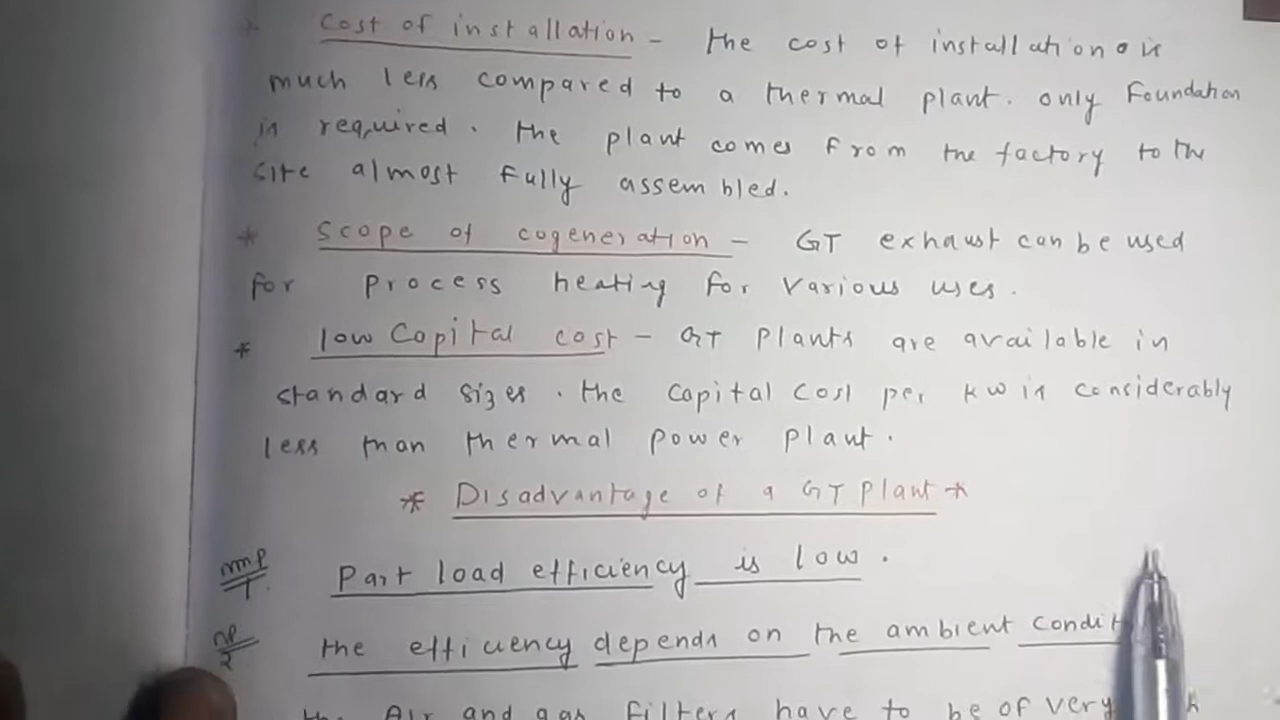 * Cost of installation - the cost of installation is
much less compared to a thermal plant. only Foundation
is required. the plant comes From the factory to the
site almost fully assembled.
* Scope of cogeneration - GT exhaust can be used
for process heating for various uses.
* low Capital cost - GT plants are available in
standard sizes. the capital cost per kw is considerably
less than thermal power plant.
* Disadvantage of a GT Plant *
Part load efficiency is low.
the efficiency depends on the ambient condit
the Air and gas filters have to be of very